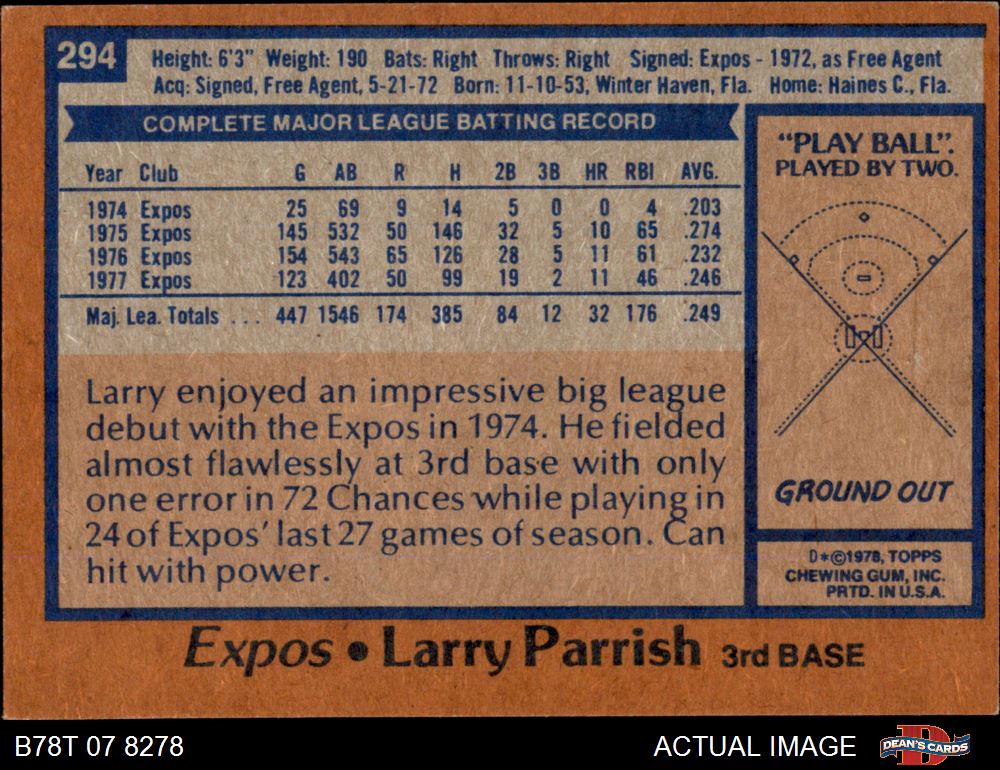 294
Height: 6'3" Weight: 190 Bats: Right Throws: Right Signed: Expos - 1972, as Free Agent
Acq: Signed, Free Agent, 5-21-72 Born: 11-10-53, Winter Haven, Fla. Home: Haines C., Fla.
COMPLETE MAJOR LEAGUE BATTING RECORD
Year Club G AB R H 2B 3B HR RBI AVG.
1974 Expos 25 69 9 14 5 0 0 4 .203
1975 Expos 145 532 50 146 32 5 10 65 .274
1976 Expos 154 543 65 126 28 5 11 61 .232
1977 Expos 123 402 50 99 19 2 11 46 .246
Maj. Lea. Totals ... 447 1546 174 385 84 12 32 176 .249
Larry enjoyed an impressive big league
debut with the Expos in 1974. He fielded
almost flawlessly at 3rd base with only
one error in 72 Chances while playing in
24 of Expos' last 27 games of season. Can
hit with power.
"PLAY BALL".
PLAYED BY TWO.
GROUND OUT
D*©1978, TOPPS
CHEWING GUM, INC.
PRTD. IN U.S.A.
Expos • Larry Parrish 3rd BASE
B78T 07 8278
ACTUAL IMAGE
DEAN'S CARDS